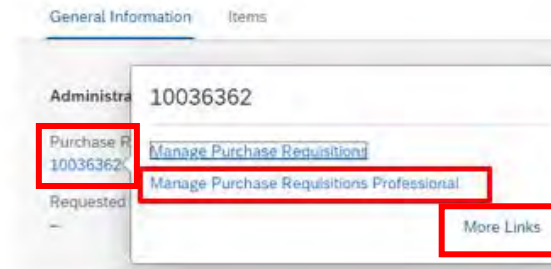 General Information Items
Administra
10036362
Purchase R
Manage Purchase Requisitions
10036362
Manage Purchase Requisitions Professional
Requested
--
More Links